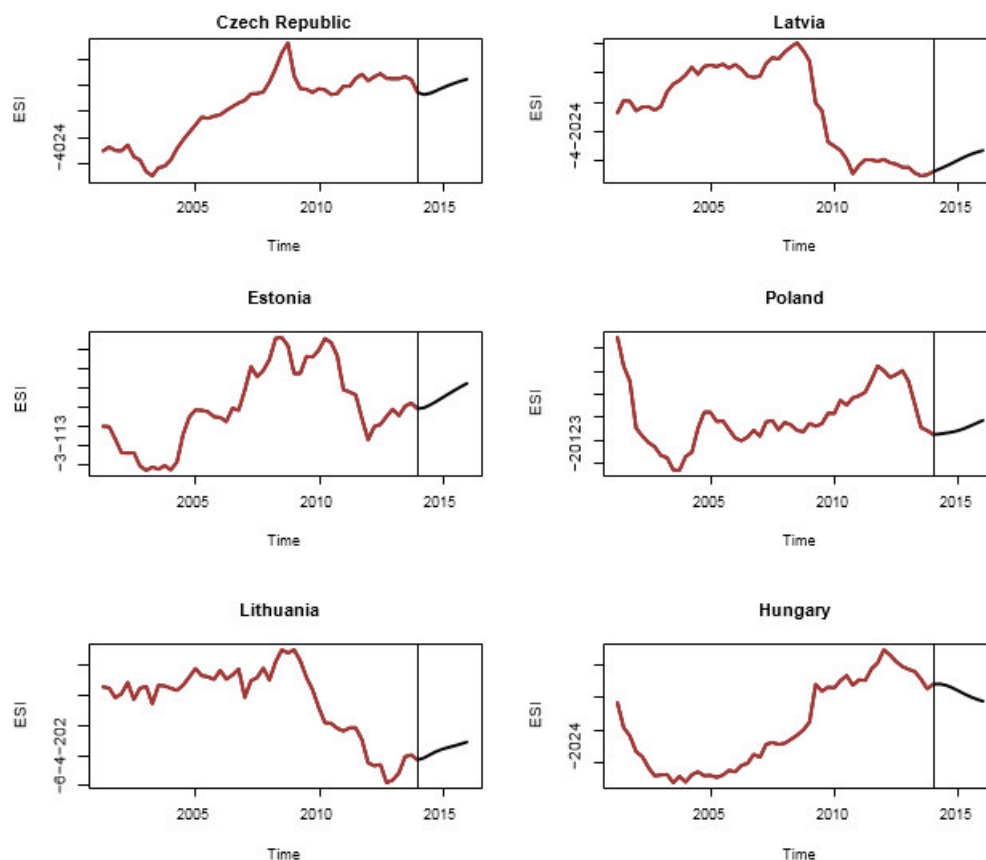 Czech Republic
ESI
-4024
2005 2010 2015
Time
Latvia
ESI
-4-2024
2005 2010 2015
Time
Estonia
ESI
-3-113
2005 2010 2015
Time
Poland
ESI
-20123
2005 2010 2015
Time
Lithuania
ESI
-6-4-202
2005 2010 2015
Time
Hungary
ESI
-2024
2005 2010 2015
Time